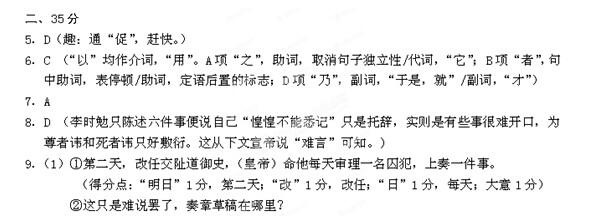 二、35分
5. D（趣：通“促”，赶快。）
6. C （“以”均作介词，“用”。A项“之”，助词，取消句子独立性/代词，“它”；B项“者”，句
中助词，表停顿/助词，定语后置的标志；D项“乃”，副词，“于是，就”/副词，“才”）
7. A
8. D （李时勉只陈述六件事便说自己“惶惶不能悉记”只是托辞，实则是有些事很难开口，为
尊者讳和死者讳只好敷衍。这从下文宣帝说“难言”可知。）
9.（1）①第二天，改任交趾道御史，（皇帝）命他每天审理一名囚犯，上奏一件事。
（得分点：“明日”1分，第二天；“改”1分，改任；“日”1分，每天；大意1分）
②这只是难说罢了，奏章草稿在哪里？